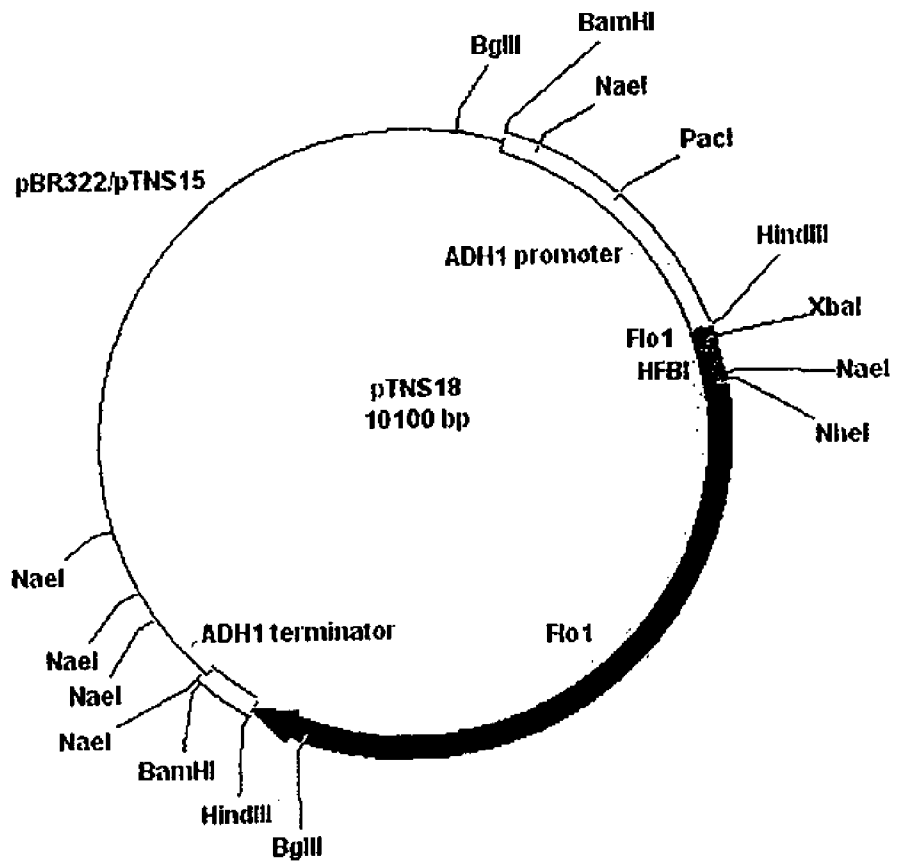 BamHI
BglII
NaeI
PacI
pBR322/pTNS15
HindIII
ADH1 promoter
XbaI
Flo1
HFBI
NaeI
pTNS18
10100 bp
NheI
NaeI
ADH1 terminator
Flo1
NaeI
NaeI
NaeI
BamHI
HindIII
BglII